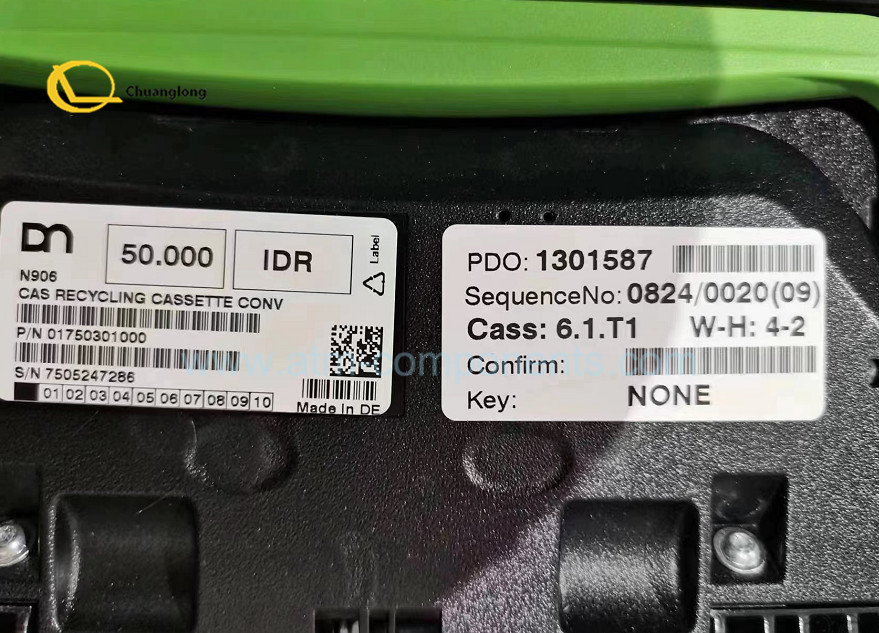 Chuanglong
DN
50.000
IDR
Label
N906
CAS RECYCLING CASSETTE CONV
P/N 01750301000
S/N 7505247286
01 02 03 04 05 06 07 08 09 10
Made In DE
PDO: 1301587
SequenceNo: 0824/0020(09)
Cass: 6.1.T1 W-H: 4-2
Confirm:
Key: NONE